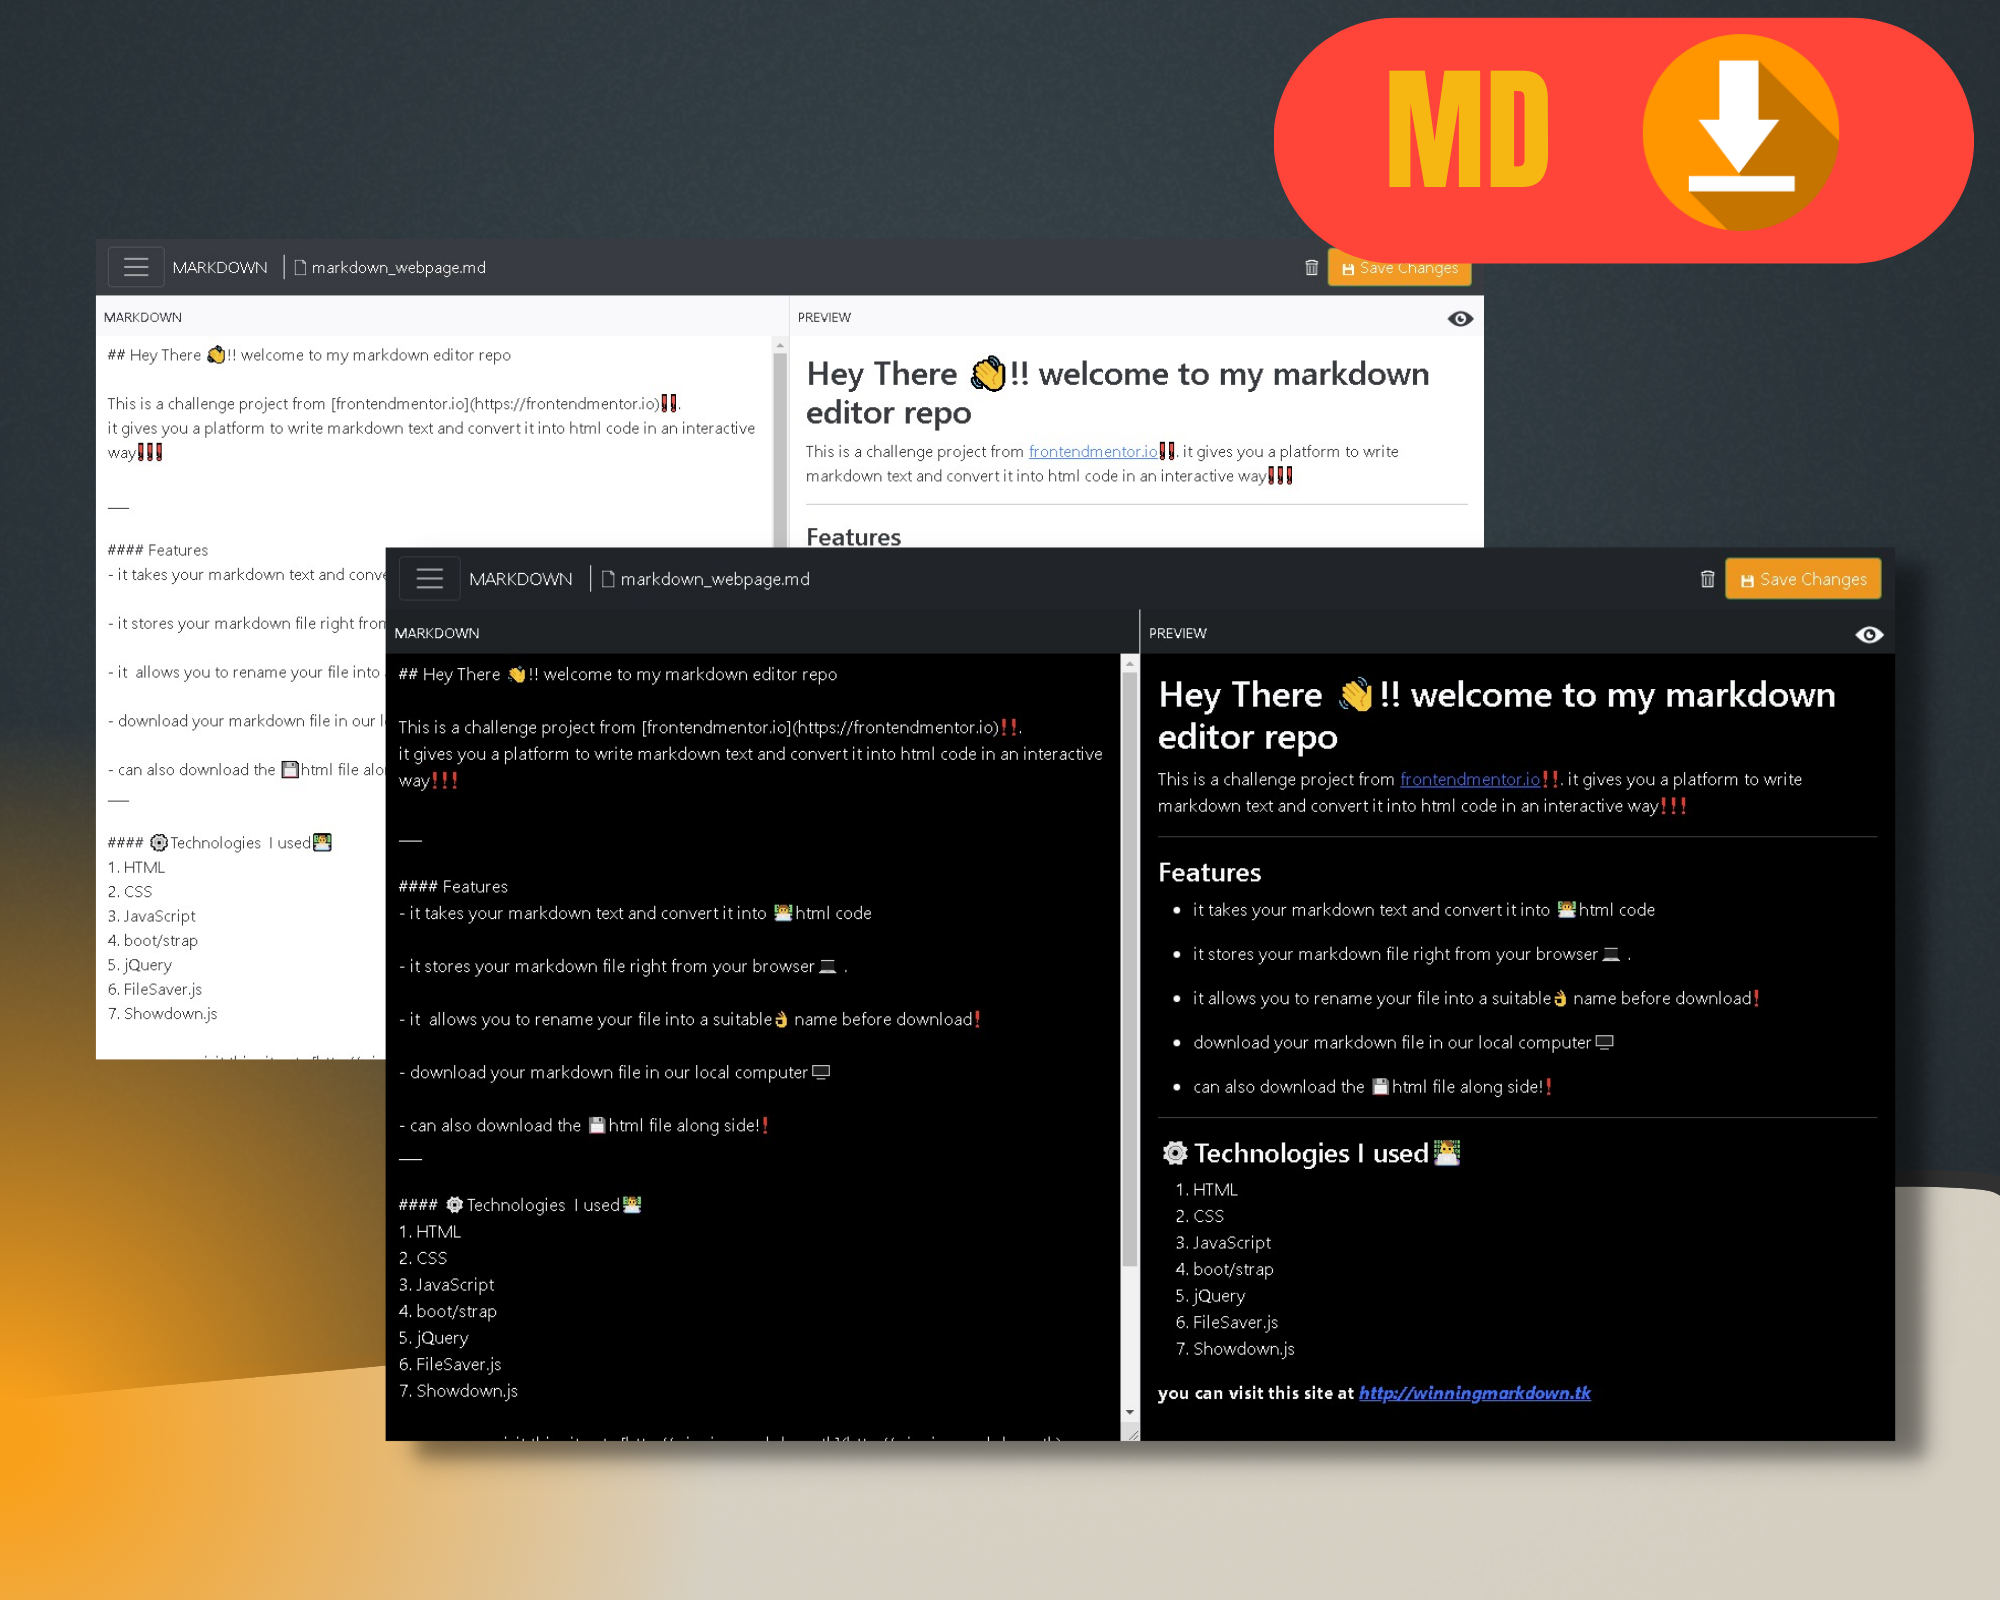 MD
MARKDOWN markdown_webpage.md Save Changes
MARKDOWN
## Hey There 👋!! welcome to my markdown editor repo
This is a challenge project from [frontendmentor.io](https://frontendmentor.io)❗❗.
it gives you a platform to write markdown text and convert it into html code in an interactive
way❗❗❗
__
#### Features
- it takes your markdown text and conve
- it stores your markdown file right from
- it  allows you to rename your file into
- download your markdown file in our l
- can also download the 💾html file alo
__
#### ⚙Technologies  I used👨‍💻
1. HTML
2. CSS
3. JavaScript
4. boot/strap
5. jQuery
6. FileSaver.js
7. Showdown.js
PREVIEW
Hey There 👋!! welcome to my markdown
editor repo
This is a challenge project from frontendmentor.io❗❗. it gives you a platform to write
markdown text and convert it into html code in an interactive way❗❗❗
Features
MARKDOWN markdown_webpage.md Save Changes
MARKDOWN
## Hey There 👋!! welcome to my markdown editor repo
This is a challenge project from [frontendmentor.io](https://frontendmentor.io)❗❗.
it gives you a platform to write markdown text and convert it into html code in an interactive
way❗❗❗
__
#### Features
- it takes your markdown text and convert it into 👨‍💻html code
- it stores your markdown file right from your browser💻 .
- it  allows you to rename your file into a suitable👌 name before download❗
- download your markdown file in our local computer🖥
- can also download the 💾html file along side!❗
__
#### ⚙Technologies  I used👨‍💻
1. HTML
2. CSS
3. JavaScript
4. boot/strap
5. jQuery
6. FileSaver.js
7. Showdown.js
PREVIEW
Hey There 👋!! welcome to my markdown
editor repo
This is a challenge project from frontendmentor.io❗❗. it gives you a platform to write
markdown text and convert it into html code in an interactive way❗❗❗
Features
• it takes your markdown text and convert it into 👨‍💻html code
• it stores your markdown file right from your browser💻 .
• it allows you to rename your file into a suitable👌 name before download❗
• download your markdown file in our local computer🖥
• can also download the 💾html file along side!❗
⚙Technologies I used👨‍💻
1. HTML
2. CSS
3. JavaScript
4. boot/strap
5. jQuery
6. FileSaver.js
7. Showdown.js
you can visit this site at http://winningmarkdown.tk